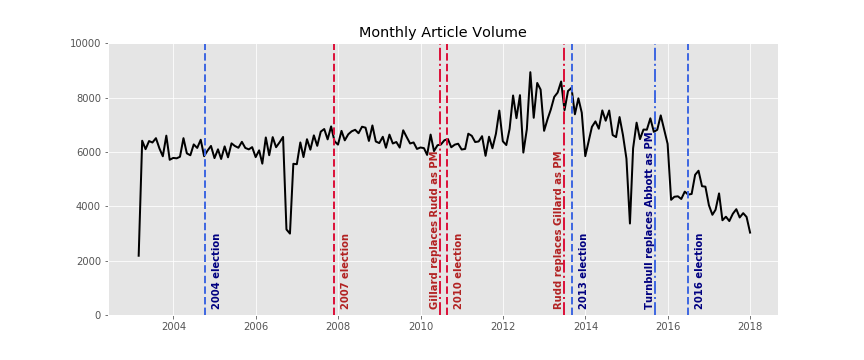 Monthly Article Volume
10000
8000
6000
4000
2000
0
2004 election
2007 election
Gillard replaces Rudd as PM
2010 election
Rudd replaces Gillard as PM
2013 election
Turnbull replaces Abbott as PM
2016 election
2004
2006
2008
2010
2012
2014
2016
2018